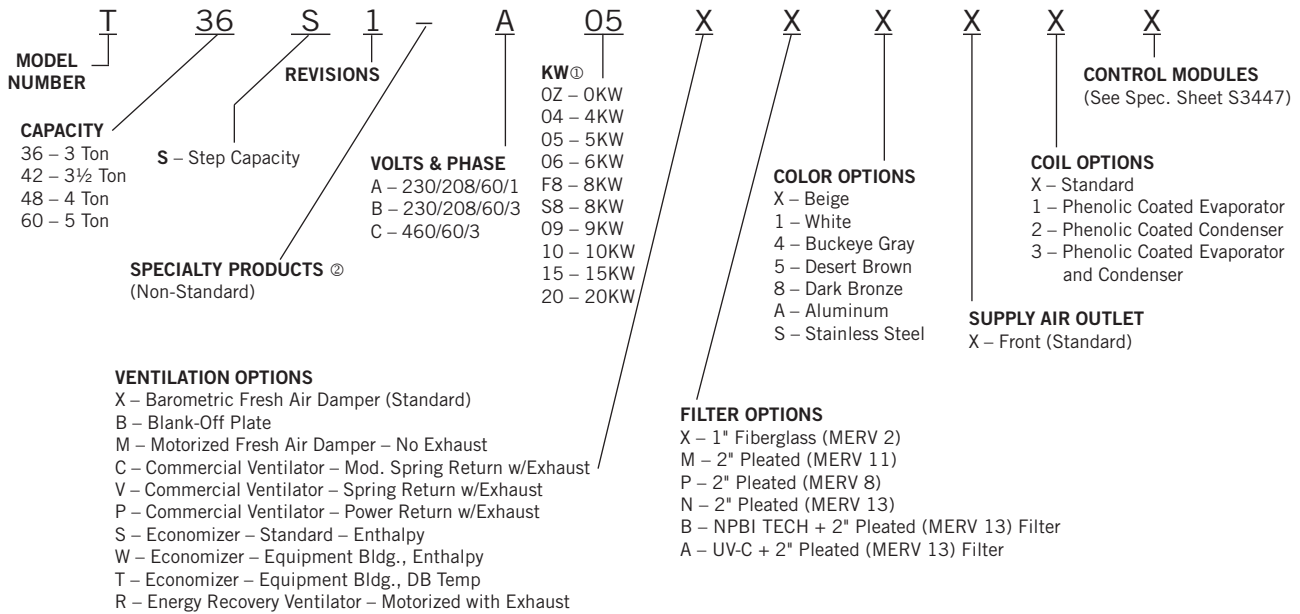 T 36 S 1 – A 05 X X X X X X
MODEL
NUMBER
CAPACITY
36 – 3 Ton
42 – 3½ Ton
48 – 4 Ton
60 – 5 Ton
S – Step Capacity
REVISIONS
SPECIALTY PRODUCTS ②
(Non-Standard)
VOLTS & PHASE
A – 230/208/60/1
B – 230/208/60/3
C – 460/60/3
KW①
0Z – 0KW
04 – 4KW
05 – 5KW
06 – 6KW
F8 – 8KW
S8 – 8KW
09 – 9KW
10 – 10KW
15 – 15KW
20 – 20KW
VENTILATION OPTIONS
X – Barometric Fresh Air Damper (Standard)
B – Blank-Off Plate
M – Motorized Fresh Air Damper – No Exhaust
C – Commercial Ventilator – Mod. Spring Return w/Exhaust
V – Commercial Ventilator – Spring Return w/Exhaust
P – Commercial Ventilator – Power Return w/Exhaust
S – Economizer – Standard – Enthalpy
W – Economizer – Equipment Bldg., Enthalpy
T – Economizer – Equipment Bldg., DB Temp
R – Energy Recovery Ventilator – Motorized with Exhaust
FILTER OPTIONS
X – 1" Fiberglass (MERV 2)
M – 2" Pleated (MERV 11)
P – 2" Pleated (MERV 8)
N – 2" Pleated (MERV 13)
B – NPBI TECH + 2" Pleated (MERV 13) Filter
A – UV-C + 2" Pleated (MERV 13) Filter
COLOR OPTIONS
X – Beige
1 – White
4 – Buckeye Gray
5 – Desert Brown
8 – Dark Bronze
A – Aluminum
S – Stainless Steel
SUPPLY AIR OUTLET
X – Front (Standard)
COIL OPTIONS
X – Standard
1 – Phenolic Coated Evaporator
2 – Phenolic Coated Condenser
3 – Phenolic Coated Evaporator
and Condenser
CONTROL MODULES
(See Spec. Sheet S3447)